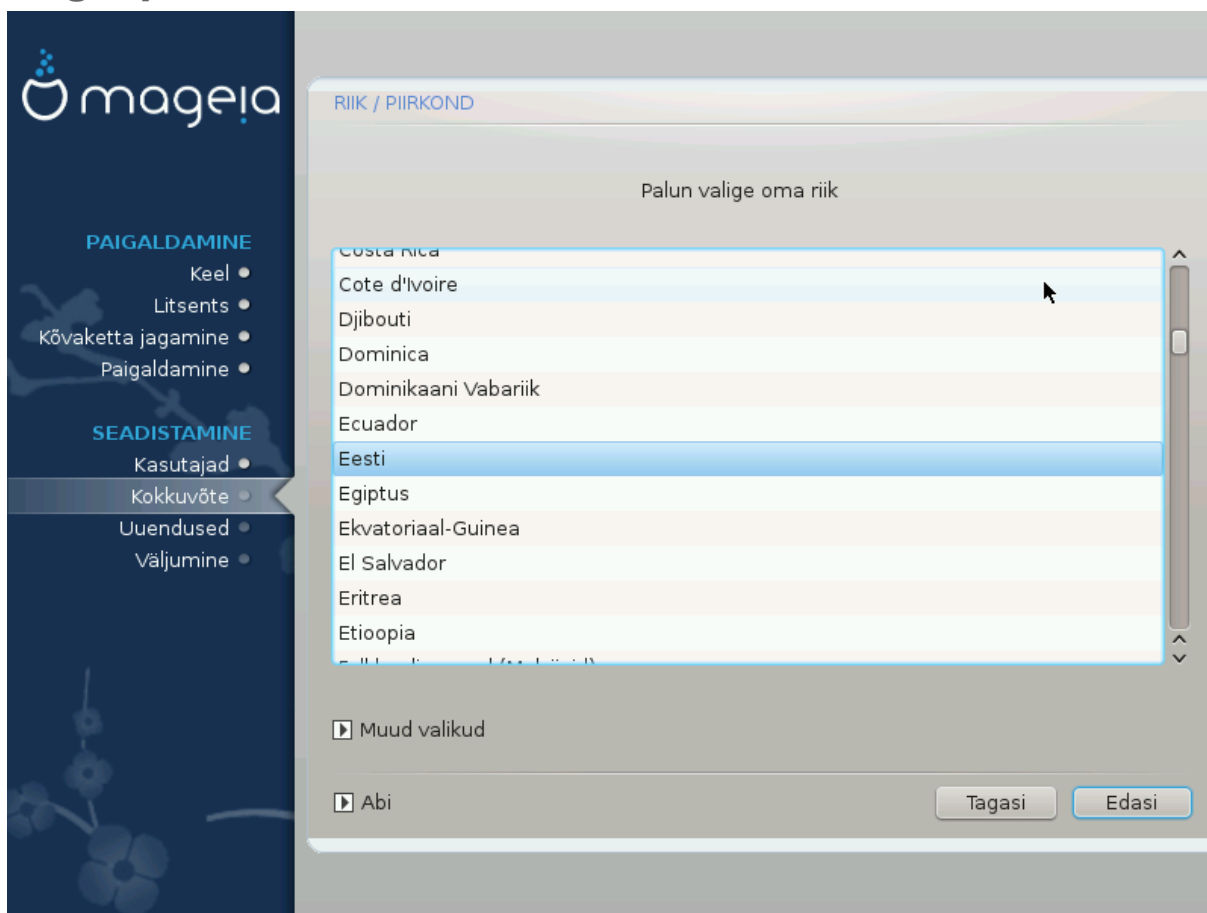 mageia
RIIK / PIIRKOND
Palun valige oma riik
PAIGALDAMINE
Keel
Litsents
Kõvaketta jagamine
Paigaldamine
SEADISTAMINE
Kasutajad
Kokkuvõte
Uuendused
Väljumine
Costa Rica
Cote d'Ivoire
Djibouti
Dominica
Dominikaani Vabariik
Ecuador
Eesti
Egiptus
Ekvatoriaal-Guinea
El Salvador
Eritrea
Etioopia
Muud valikud
Abi
Tagasi
Edasi